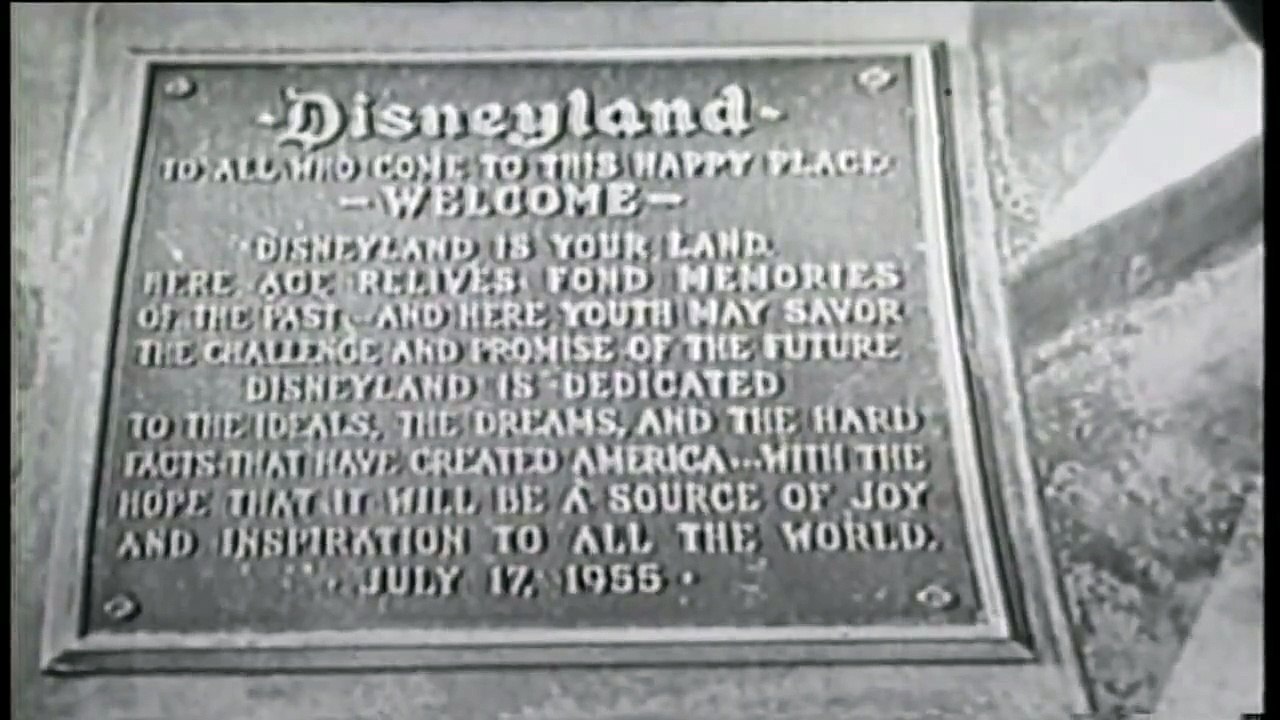 ·Disneyland·
TO ALL WHO COME TO THIS HAPPY PLACE
—WELCOME—
DISNEYLAND IS YOUR LAND.
HERE AGE RELIVES FOND MEMORIES
OF THE PAST...AND HERE YOUTH MAY SAVOR
THE CHALLENGE AND PROMISE OF THE FUTURE
DISNEYLAND IS DEDICATED
TO THE IDEALS, THE DREAMS, AND THE HARD
FACTS THAT HAVE CREATED AMERICA...WITH THE
HOPE THAT IT WILL BE A SOURCE OF JOY
AND INSPIRATION TO ALL THE WORLD.
· JULY 17, 1955 ·